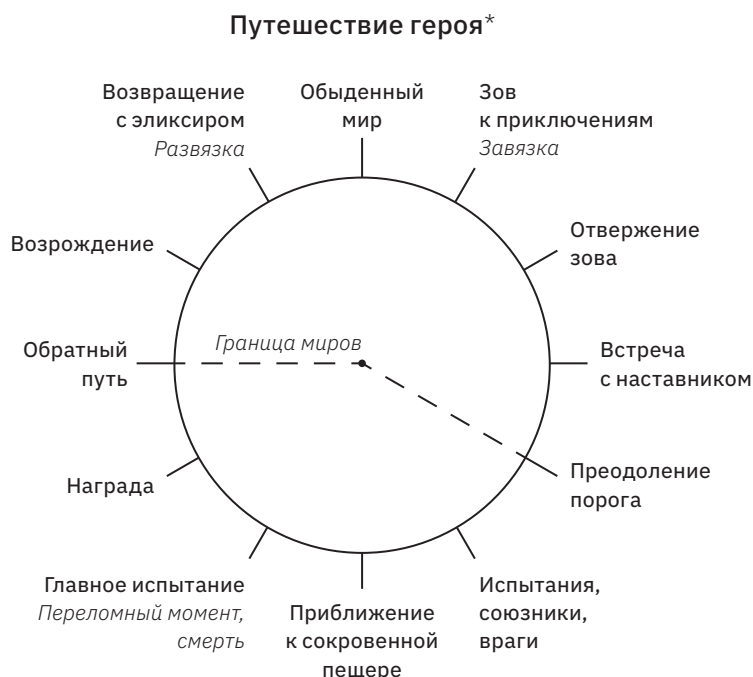 Путешествие героя*
Обыденный
мир
Зов
к приключениям
Завязка
Отвержение
зова
Встреча
с наставником
Преодоление
порога
Испытания,
союзники,
враги
Приближение
к сокровенной
пещере
Главное испытание
Переломный момент,
смерть
Награда
Обратный
путь
Возрождение
Возвращение
с эликсиром
Развязка
Граница миров